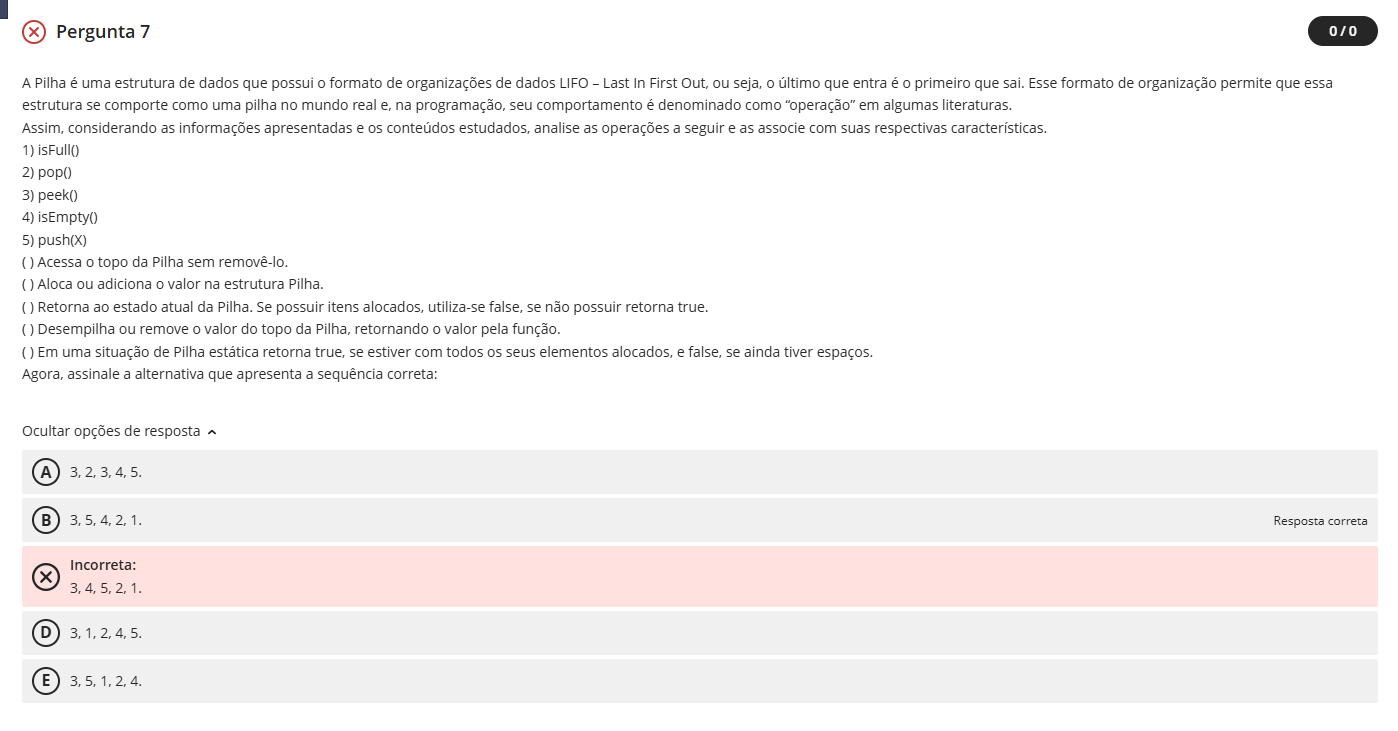 Pergunta 7
0 / 0
A Pilha é uma estrutura de dados que possui o formato de organizações de dados LIFO – Last In First Out, ou seja, o último que entra é o primeiro que sai. Esse formato de organização permite que essa
estrutura se comporte como uma pilha no mundo real e, na programação, seu comportamento é denominado como “operação” em algumas literaturas.
Assim, considerando as informações apresentadas e os conteúdos estudados, analise as operações a seguir e as associe com suas respectivas características.
1) isFull()
2) pop()
3) peek()
4) isEmpty()
5) push(X)
( ) Acessa o topo da Pilha sem removê-lo.
( ) Aloca ou adiciona o valor na estrutura Pilha.
( ) Retorna ao estado atual da Pilha. Se possuir itens alocados, utiliza-se false, se não possuir retorna true.
( ) Desempilha ou remove o valor do topo da Pilha, retornando o valor pela função.
( ) Em uma situação de Pilha estática retorna true, se estiver com todos os seus elementos alocados, e false, se ainda tiver espaços.
Agora, assinale a alternativa que apresenta a sequência correta:
Ocultar opções de resposta
A 3, 2, 3, 4, 5.
B 3, 5, 4, 2, 1. Resposta correta
Incorreta:
3, 4, 5, 2, 1.
D 3, 1, 2, 4, 5.
E 3, 5, 1, 2, 4.